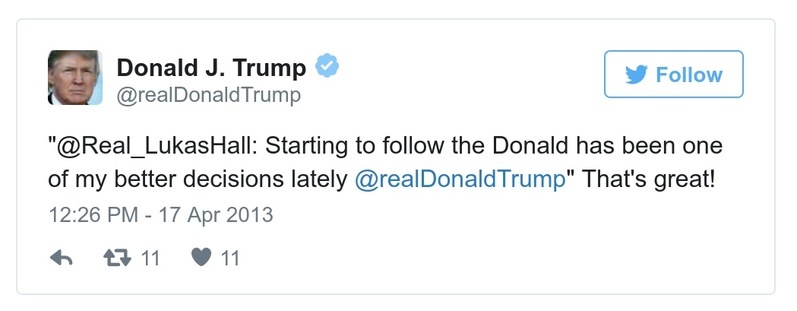 Donald J. Trump
@realDonaldTrump
Follow
"@Real_LukasHall: Starting to follow the Donald has been one
of my better decisions lately @realDonaldTrump" That's great!
12:26 PM - 17 Apr 2013
11 11